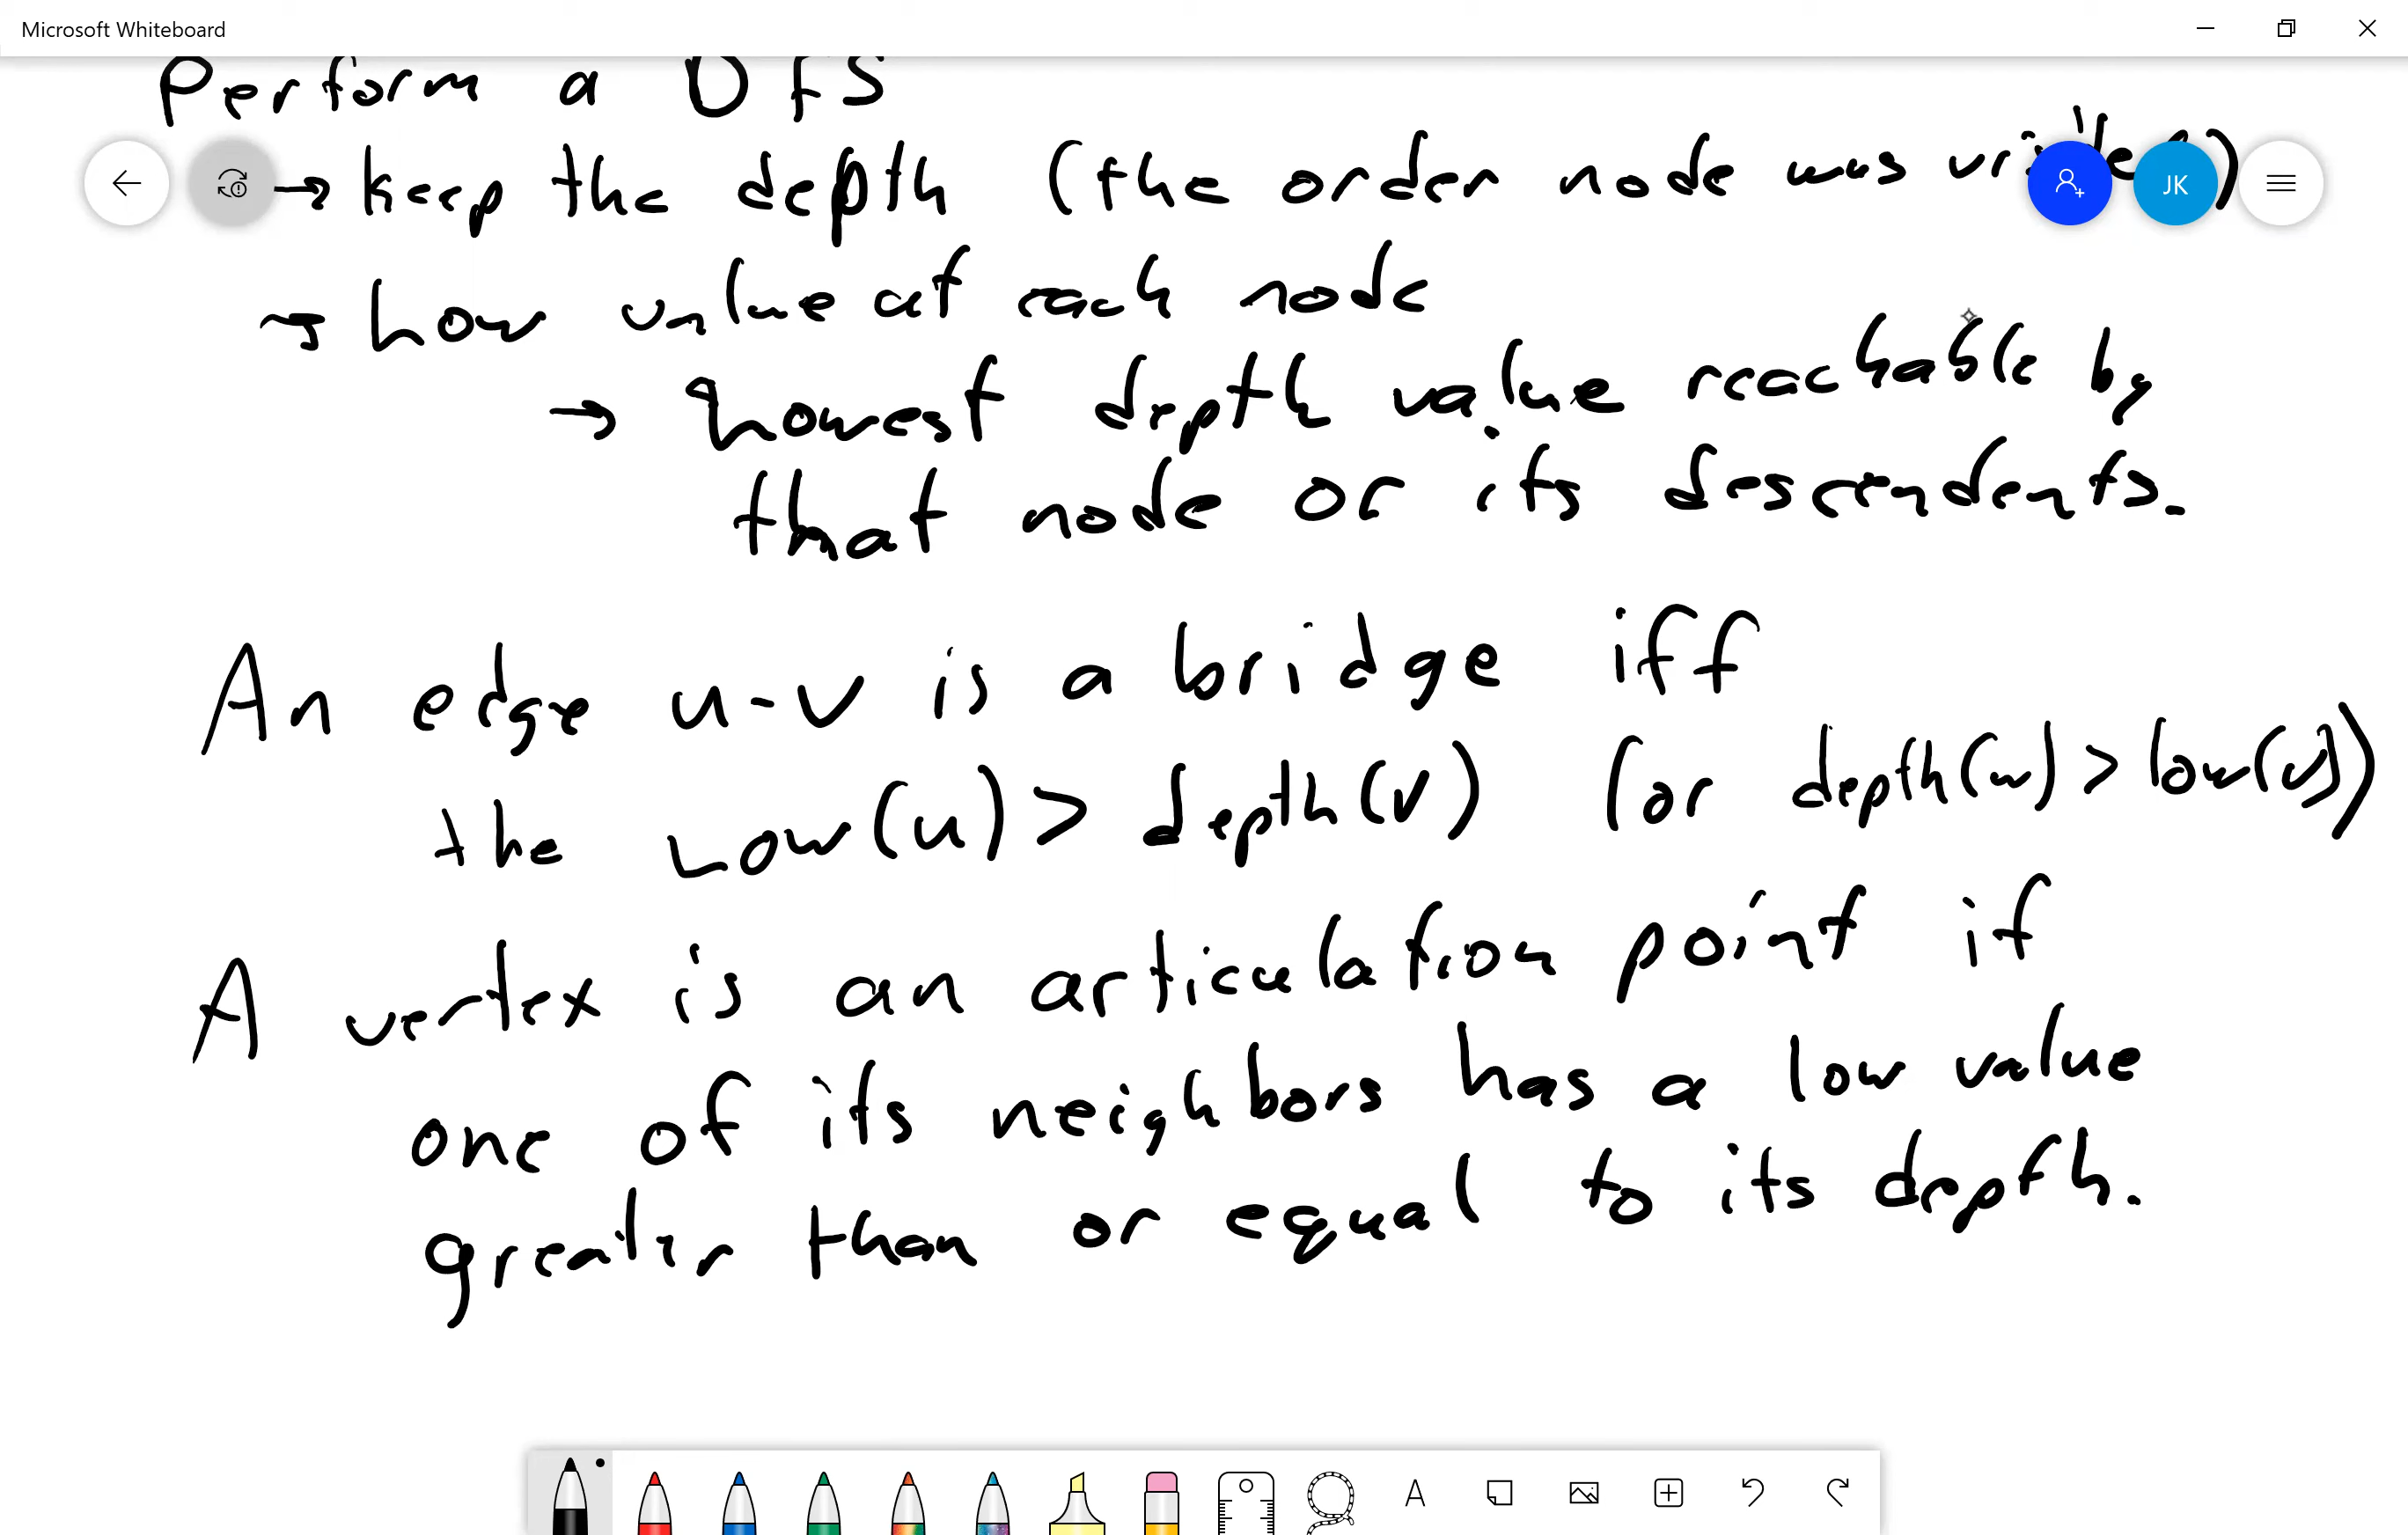 Microsoft Whiteboard
Perform a DFS
→ keep the depth (the order node was visited)
JK
→ Low value at each node
→ Lowest depth value reachable by
that node or its descendents.
An edge u-v is a bridge iff
the Low(u) > depth(v) (or depth(u) > low(v))
A vertex is an articulation point if
one of its neighbors has a low value
greater than or equal to its depth.